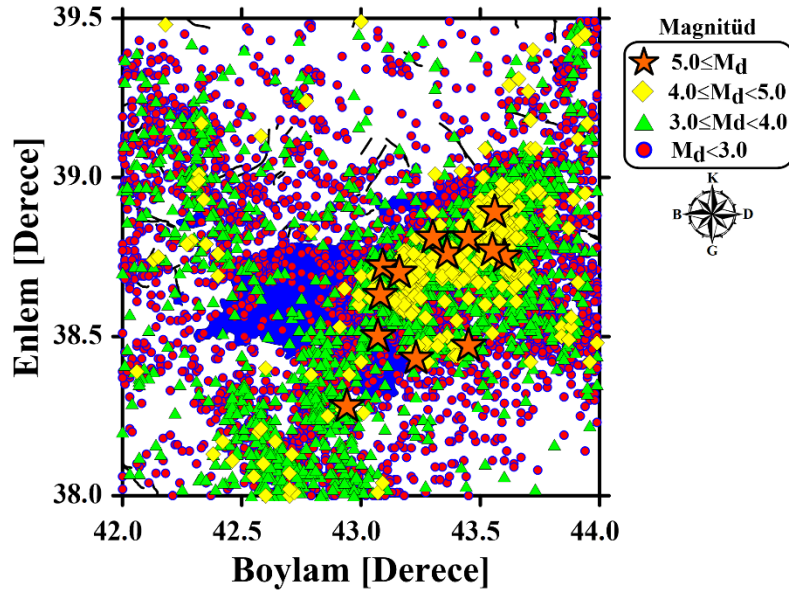 39.5
39.0
38.5
38.0
Enlem [Derece]
42.0 42.5 43.0 43.5 44.0
Boylam [Derece]
Magnitüd
5.0≤Md
4.0≤Md<5.0
3.0≤Md<4.0
Md<3.0
K
B D
G